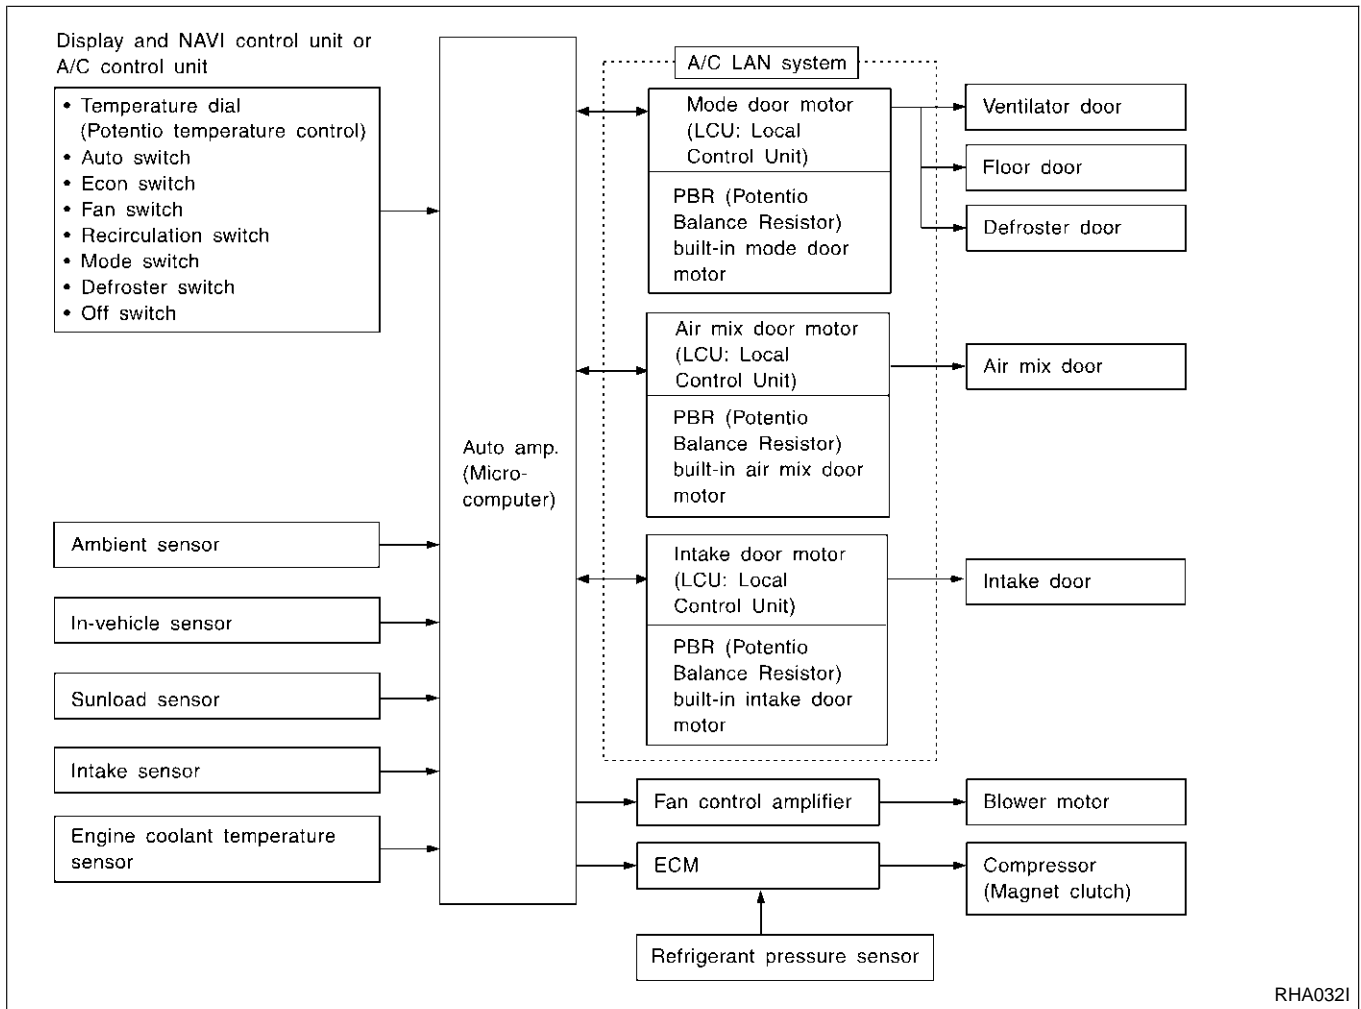 Display and NAVI control unit or
A/C control unit
• Temperature dial
(Potentio temperature control)
• Auto switch
• Econ switch
• Fan switch
• Recirculation switch
• Mode switch
• Defroster switch
• Off switch
Ambient sensor
In-vehicle sensor
Sunload sensor
Intake sensor
Engine coolant temperature
sensor
Auto amp.
(Micro-
computer)
A/C LAN system
Mode door motor
(LCU: Local
Control Unit)
PBR (Potentio
Balance Resistor)
built-in mode door
motor
Air mix door motor
(LCU: Local
Control Unit)
PBR (Potentio
Balance Resistor)
built-in air mix door
motor
Intake door motor
(LCU: Local
Control Unit)
PBR (Potentio
Balance Resistor)
built-in intake door
motor
Fan control amplifier
ECM
Refrigerant pressure sensor
Ventilator door
Floor door
Defroster door
Air mix door
Intake door
Blower motor
Compressor
(Magnet clutch)
RHA032I